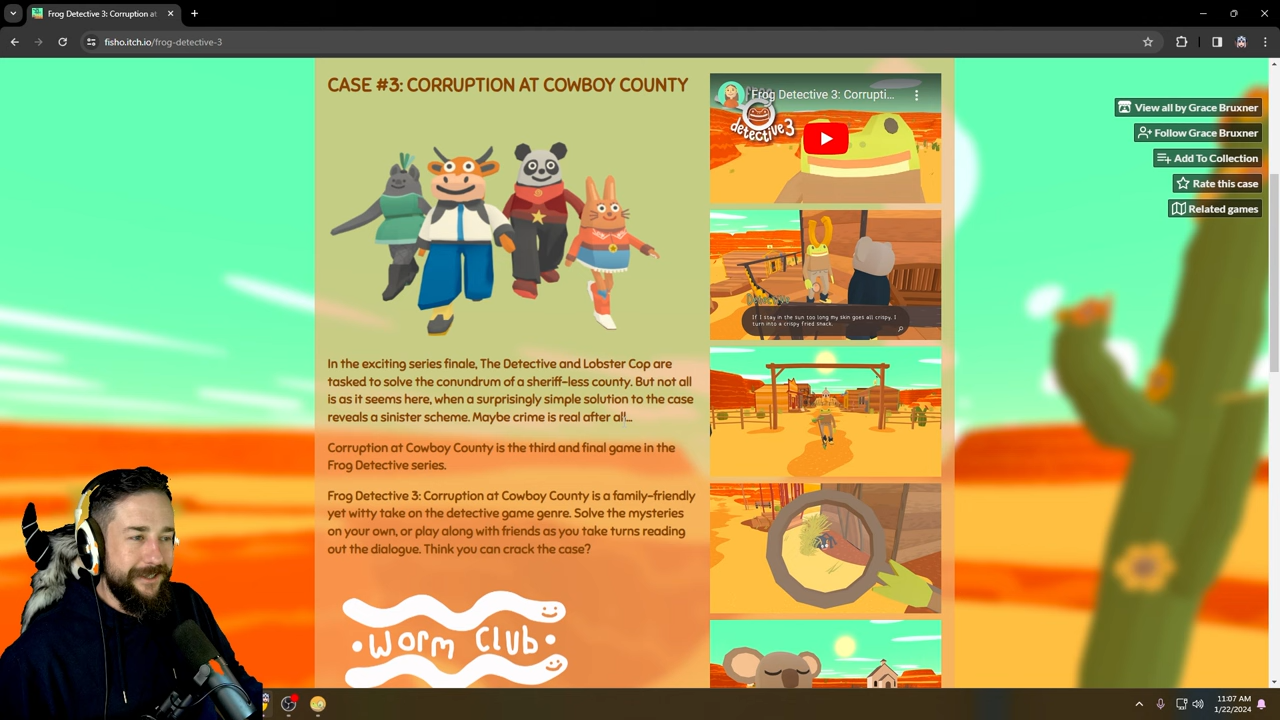 Frog Detective 3: Corruption at
fisho.itch.io/frog-detective-3
CASE #3: CORRUPTION AT COWBOY COUNTY
In the exciting series finale, The Detective and Lobster Cop are
tasked to solve the conundrum of a sheriff-less county. But not all
is as it seems here, when a surprisingly simple solution to the case
reveals a sinister scheme. Maybe crime is real after all...
Corruption at Cowboy County is the third and final game in the
Frog Detective series.
Frog Detective 3: Corruption at Cowboy County is a family-friendly
yet witty take on the detective game genre. Solve the mysteries
on your own, or play along with friends as you take turns reading
out the dialogue. Think you can crack the case?
•worm club•
Frog Detective 3: Corrupti...
frog
detective 3
Detective
If I stay in the sun too long my skin goes all crispy. I
turn into a crispy fried snack.
View all by Grace Bruxner
Follow Grace Bruxner
Add To Collection
Rate this case
Related games
11:07 AM
1/22/2024